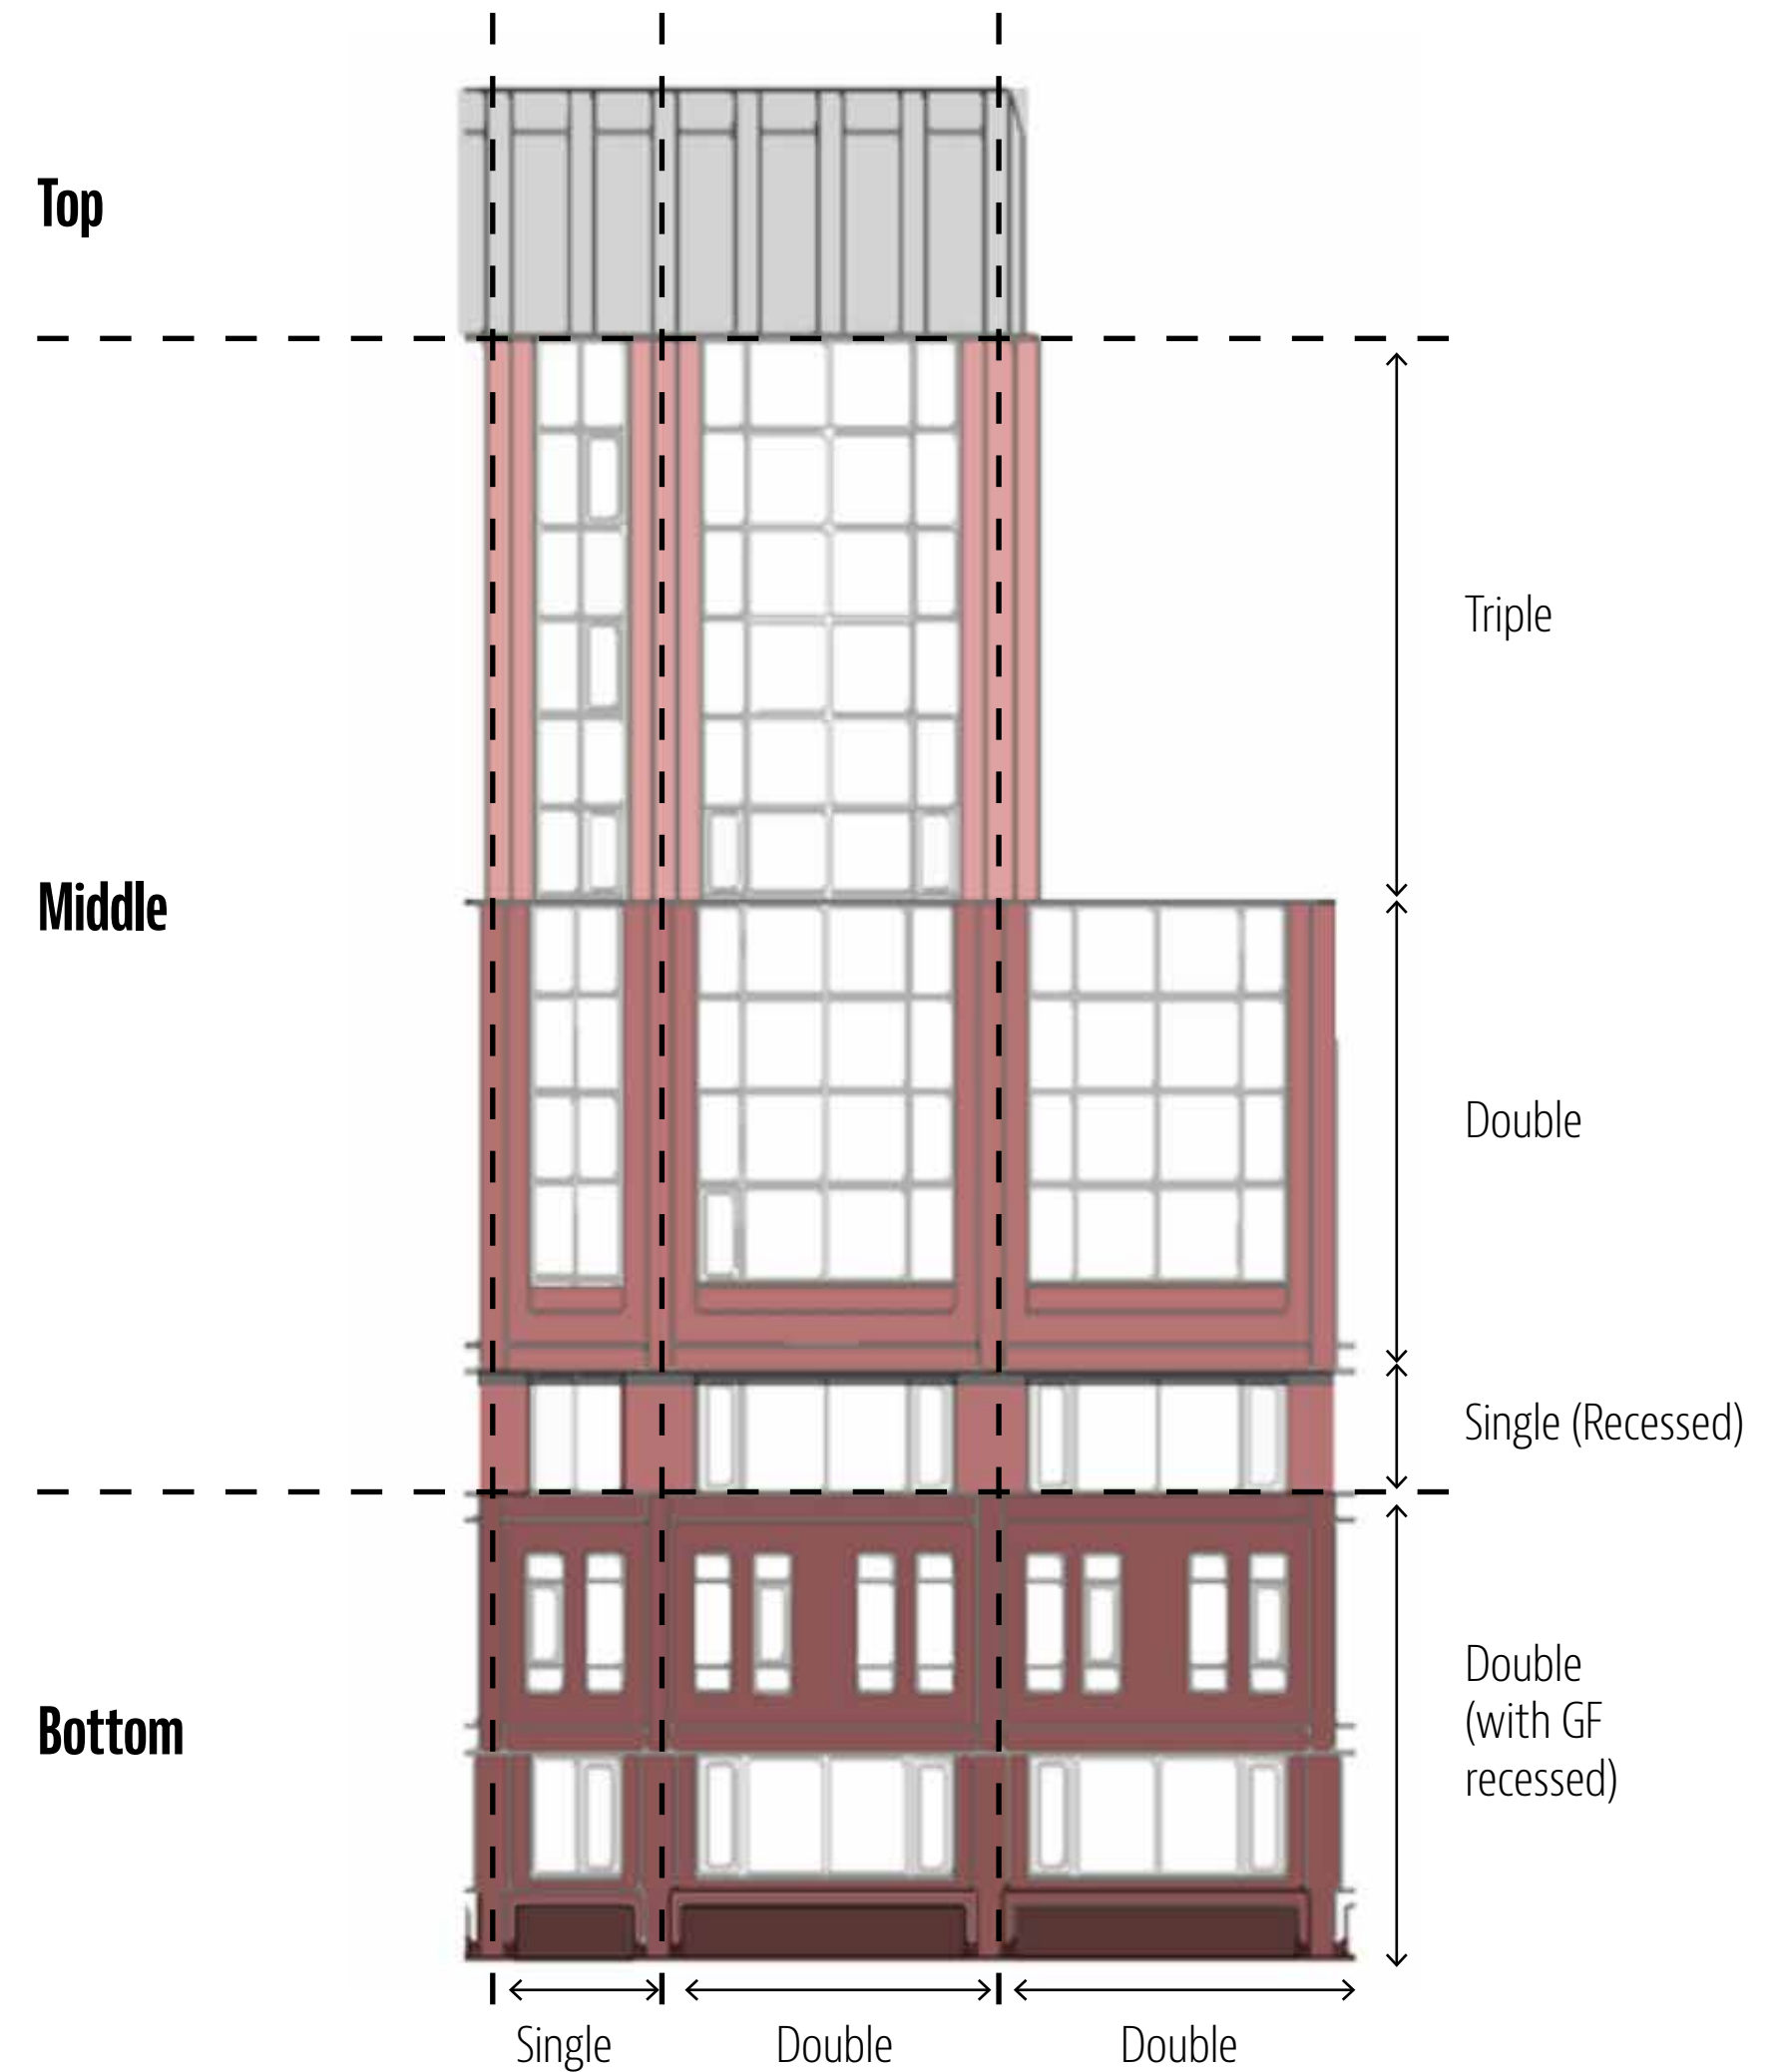 Top
Triple
Middle
Double
Single (Recessed)
Double
(with GF
recessed)
Bottom
Single
Double
Double